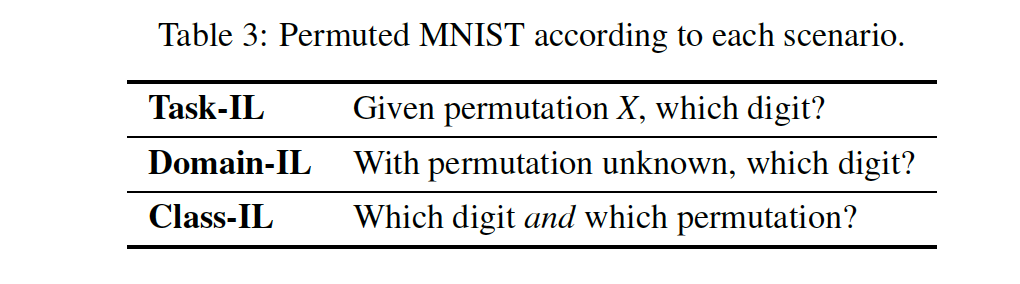 Table 3: Permuted MNIST according to each scenario.
Task-IL Given permutation X, which digit?
Domain-IL With permutation unknown, which digit?
Class-IL Which digit and which permutation?